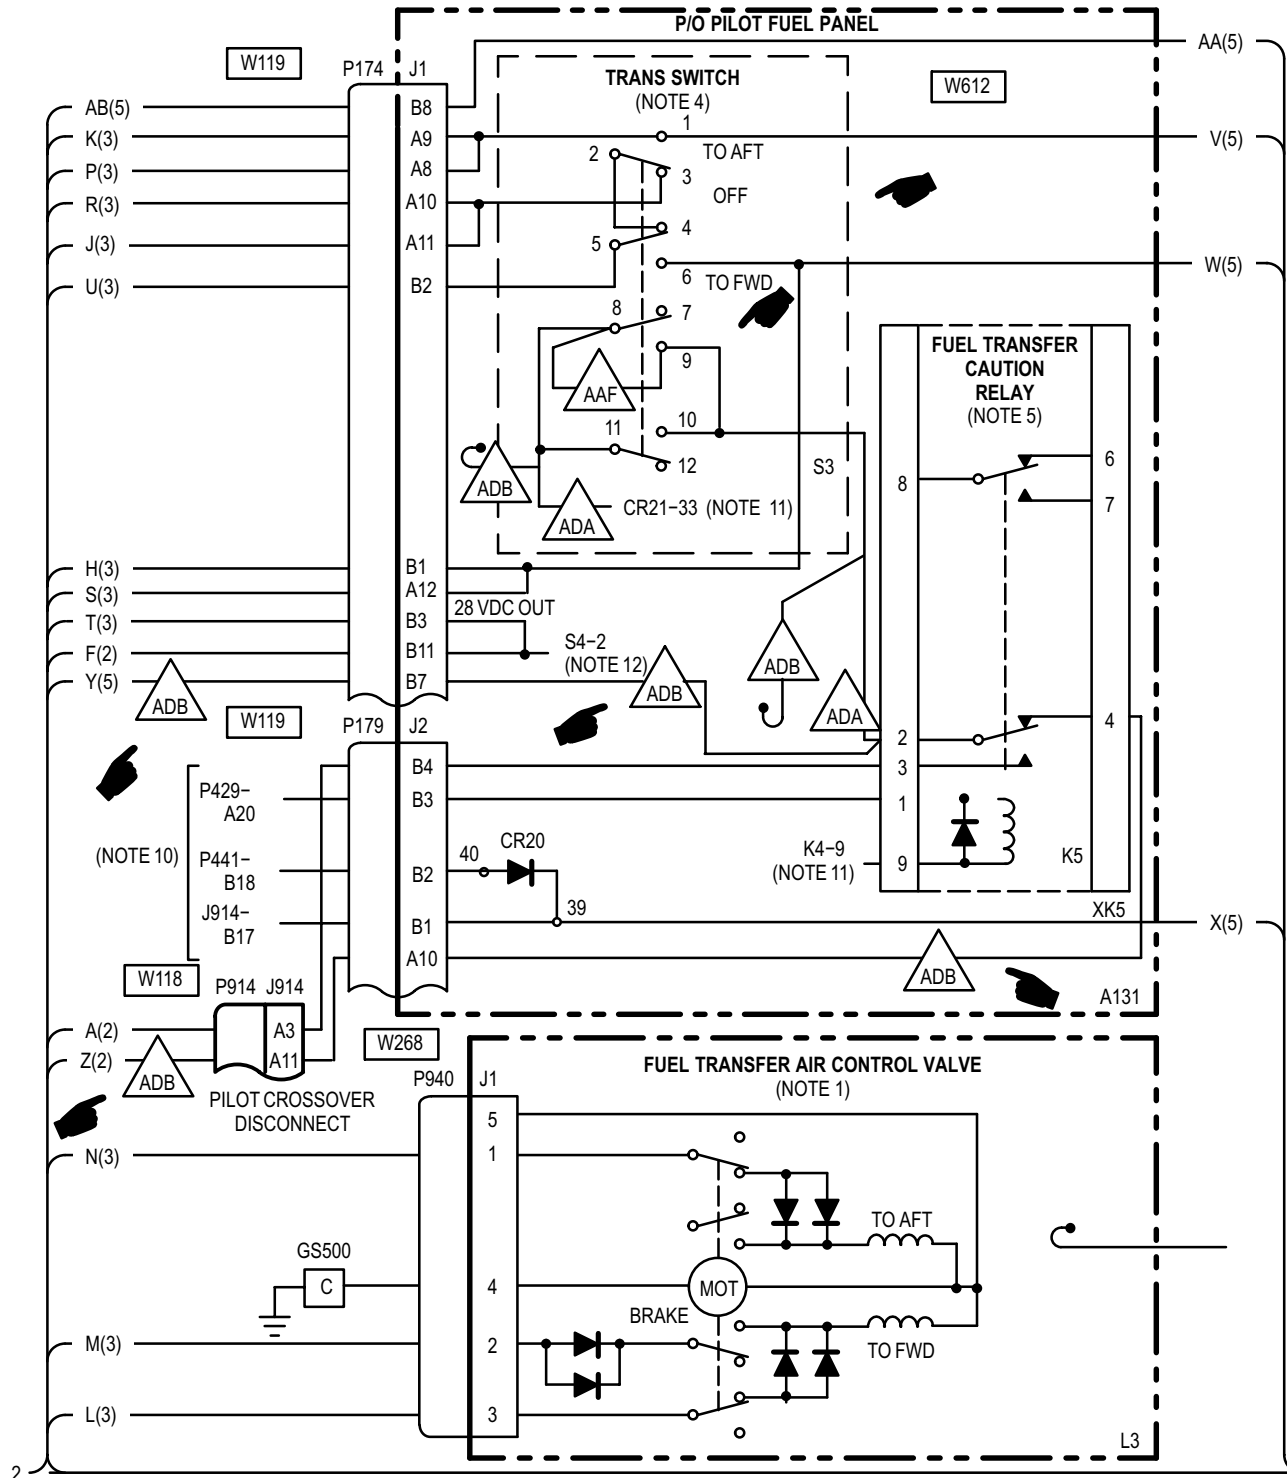 P/O PILOT FUEL PANEL
AA(5)
W119
P174 J1
TRANS SWITCH
(NOTE 4)
W612
AB(5)
B8
1
K(3)
A9
V(5)
TO AFT
2
P(3)
A8
3
OFF
R(3)
A10
4
J(3)
A11
5
W(5)
6
TO FWD
U(3)
B2
8
7
FUEL TRANSFER
CAUTION
RELAY
(NOTE 5)
9
AAF
10
11
12
S3
6
8
ADB
7
CR21-33 (NOTE 11)
ADA
H(3)
B1
S(3)
A12
28 VDC OUT
T(3)
B3
S4-2
(NOTE 12)
F(2)
B11
ADB
Y(5)
ADB
B7
ADB
ADA
W119
P179 J2
4
2
B4
3
P429-
A20
B3
1
(NOTE 10)
CR20
K4-9
(NOTE 11)
P441-
B18
40
B2
9
K5
J914-
B17
39
XK5
B1
X(5)
A10
W118
ADB
P914 J914
A131
A(2)
A3
W268
Z(2)
ADB
A11
FUEL TRANSFER AIR CONTROL VALVE
(NOTE 1)
P940 J1
PILOT CROSSOVER
DISCONNECT
5
N(3)
1
TO AFT
GS500
C
4
MOT
BRAKE
M(3)
2
TO FWD
L(3)
3
L3
2